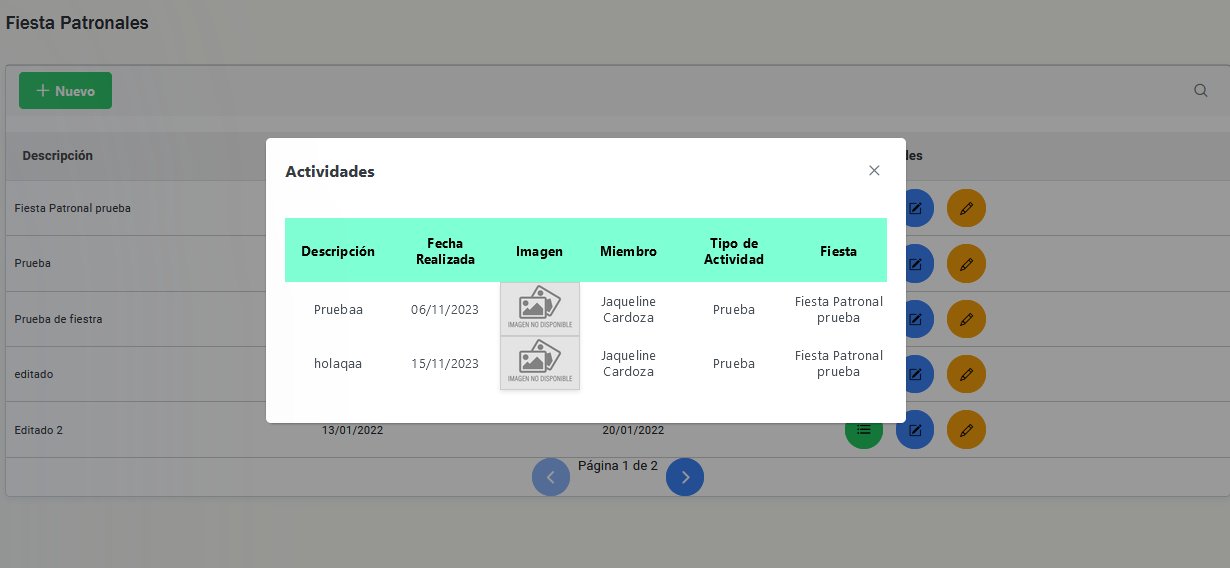 Fiesta Patronales
Nuevo
Descripción
les
Fiesta Patronal prueba
Prueba
Prueba de fiestra
editado
Editado 2 13/01/2022 20/01/2022
Página 1 de 2
Actividades
Descripción Fecha Realizada Imagen Miembro Tipo de Actividad Fiesta
Pruebaa 06/11/2023 IMAGEN NO DISPONIBLE Jaqueline Cardoza Prueba Fiesta Patronal prueba
holaqaa 15/11/2023 IMAGEN NO DISPONIBLE Jaqueline Cardoza Prueba Fiesta Patronal prueba